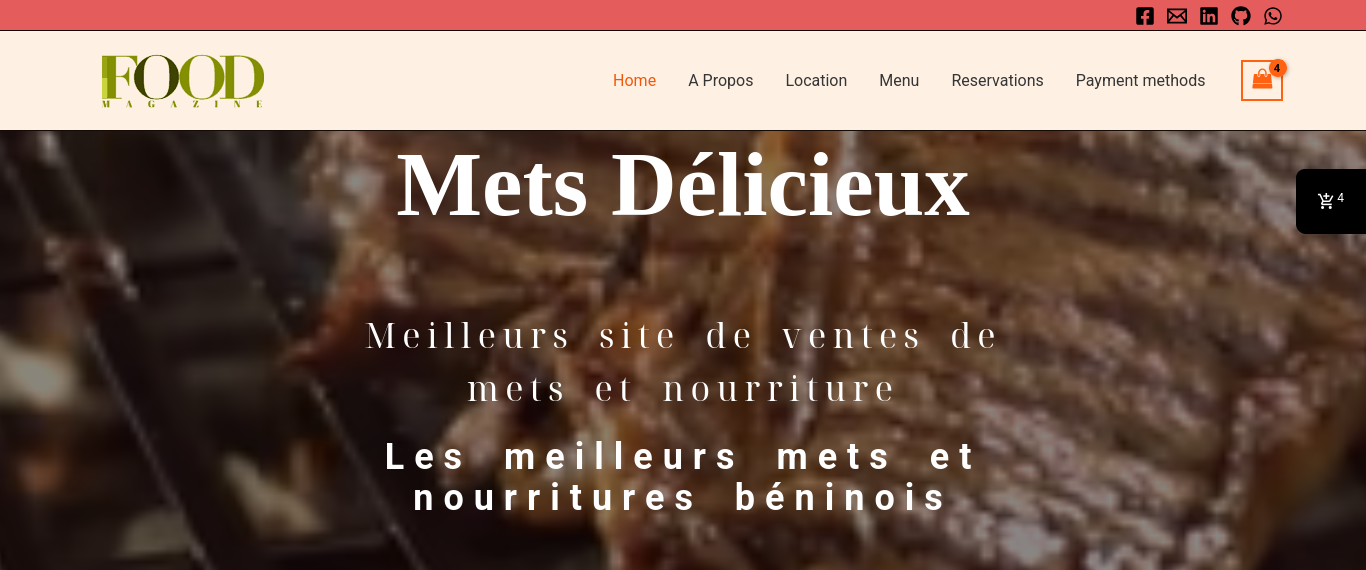 FOOD
MAGAZINE
Home A Propos Location Menu Reservations Payment methods 4
Mets Délicieux
4
Meilleurs site de ventes de
mets et nourriture
Les meilleurs mets et
nourritures béninois